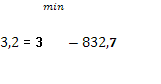 min
3,2 = 3 – 832,7